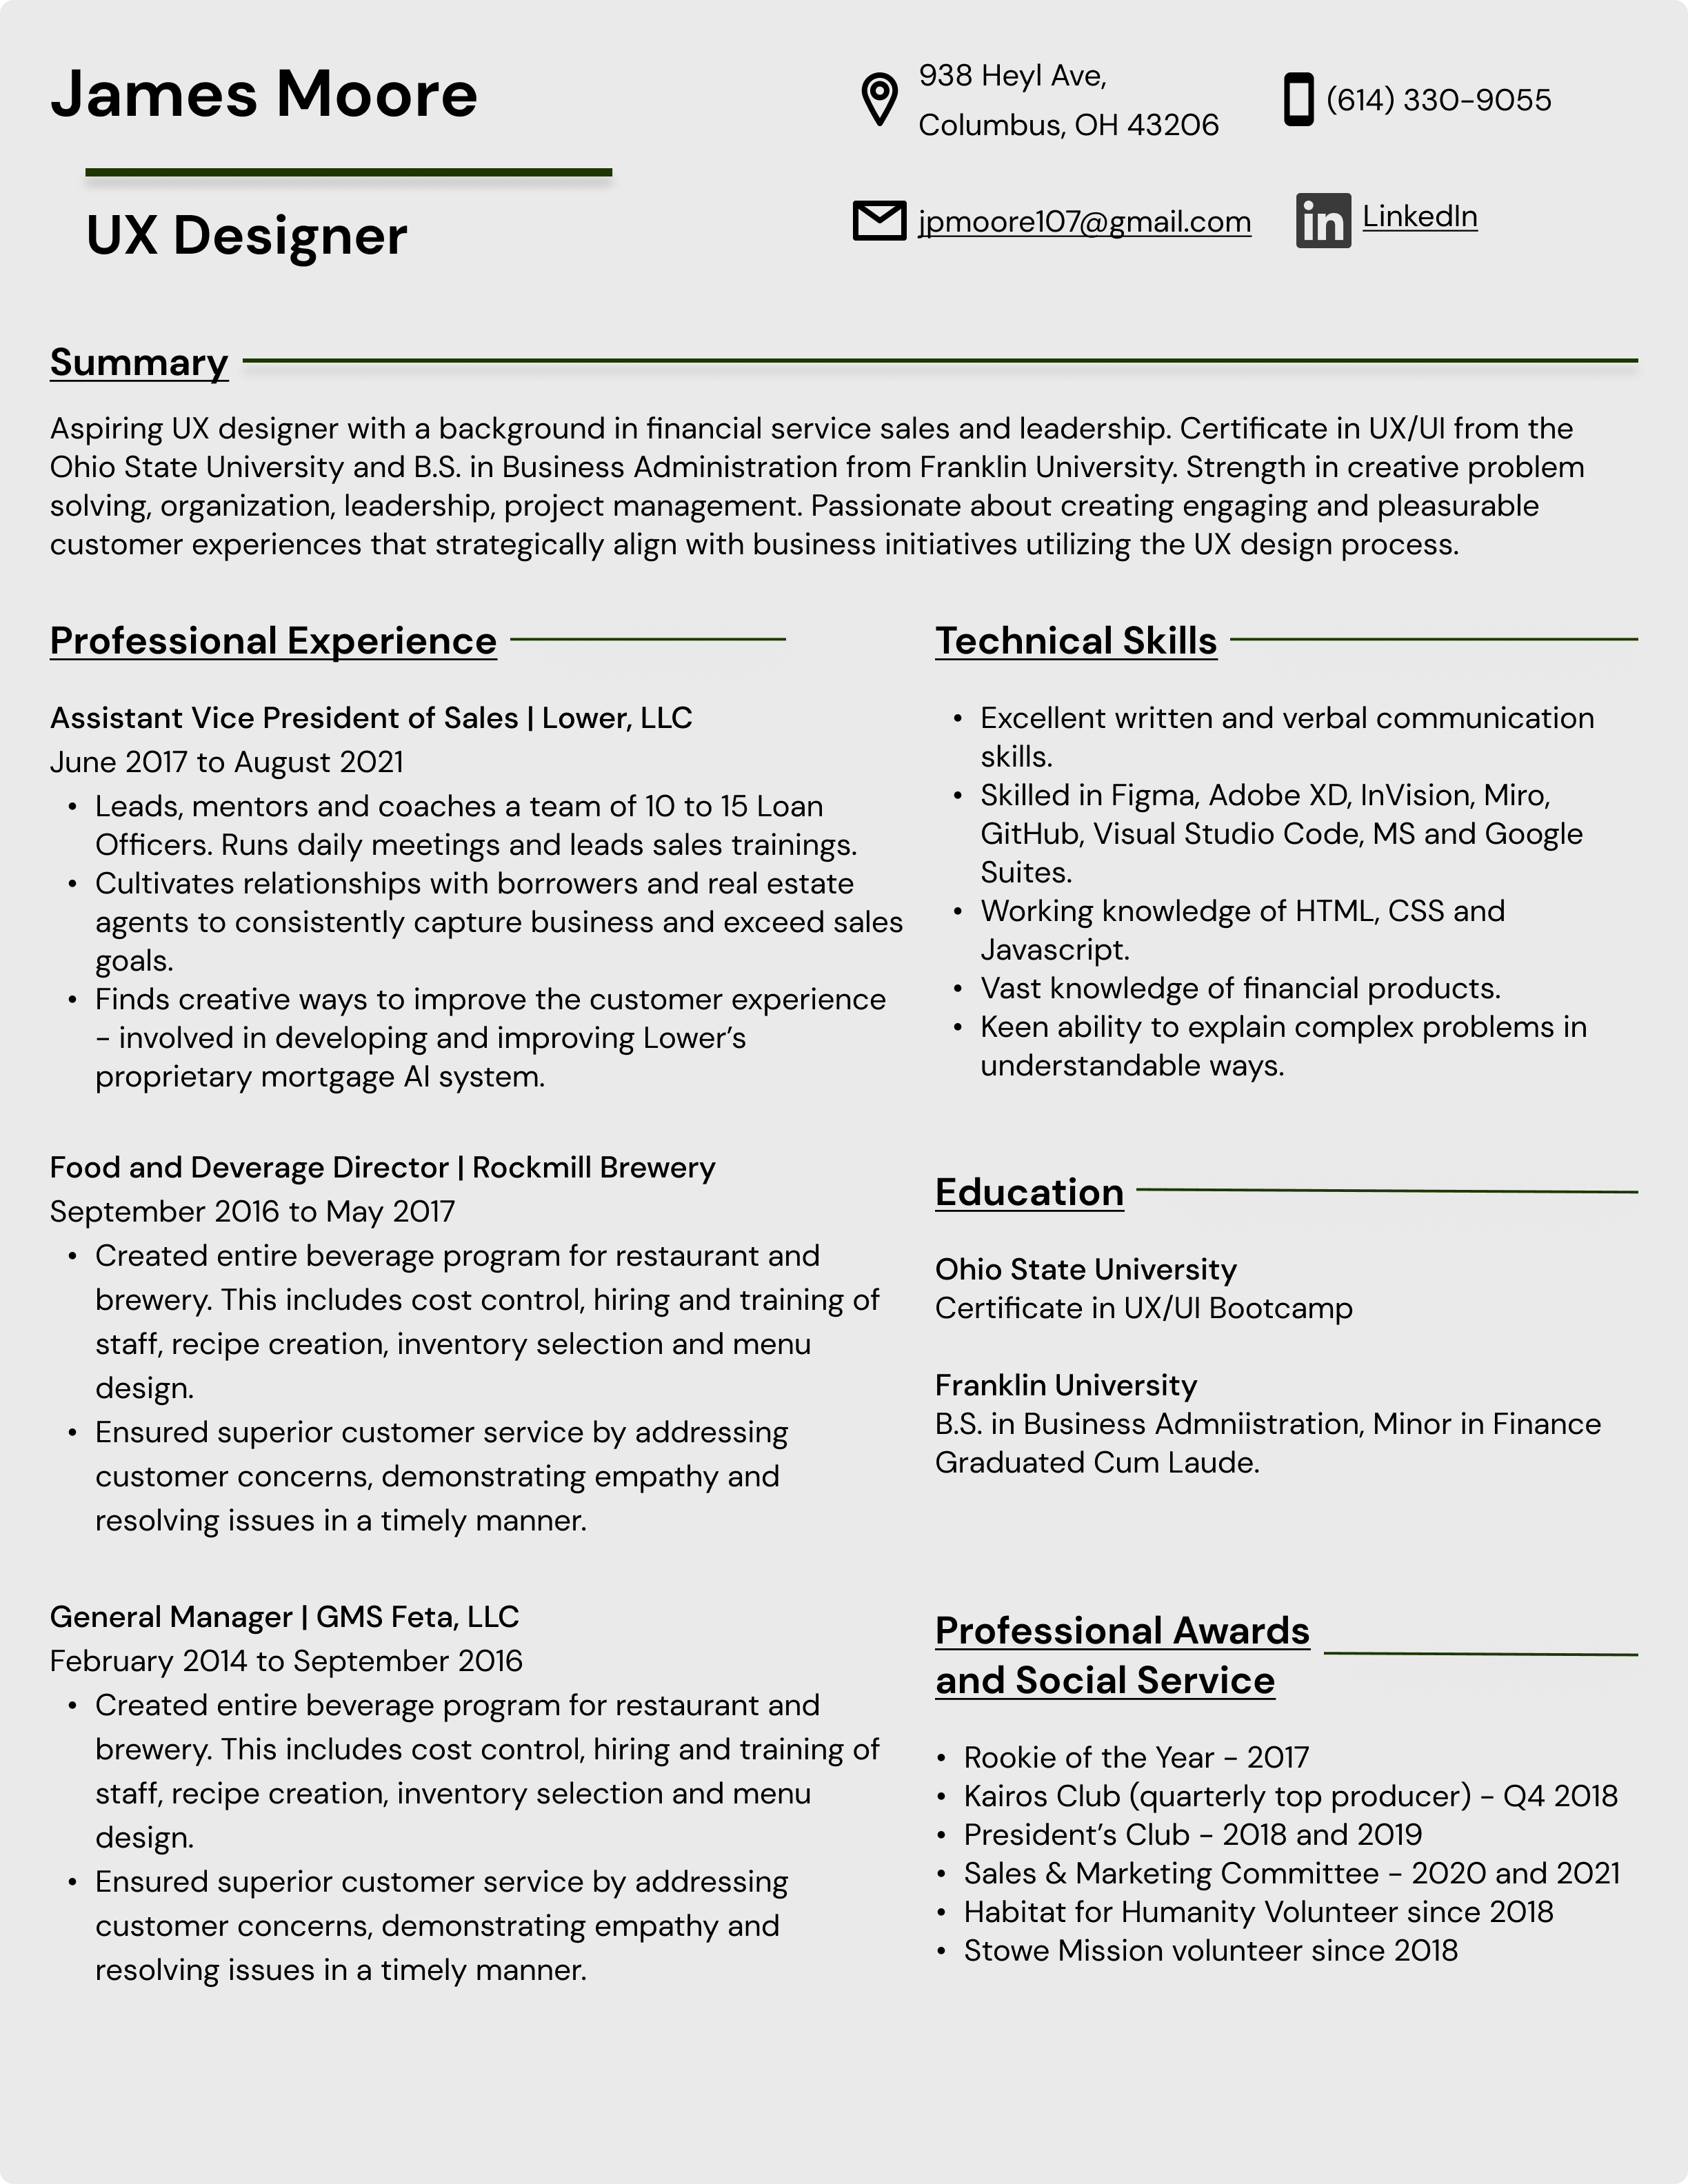 James Moore
UX Designer
938 Heyl Ave,
Columbus, OH 43206
(614) 330-9055
jpmoore107@gmail.com
in LinkedIn
Summary
Aspiring UX designer with a background in financial service sales and leadership. Certificate in UX/UI from the
Ohio State University and B.S. in Business Administration from Franklin University. Strength in creative problem
solving, organization, leadership, project management. Passionate about creating engaging and pleasurable
customer experiences that strategically align with business initiatives utilizing the UX design process.
Professional Experience
Assistant Vice President of Sales | Lower, LLC
June 2017 to August 2021
• Leads, mentors and coaches a team of 10 to 15 Loan
Officers. Runs daily meetings and leads sales trainings.
• Cultivates relationships with borrowers and real estate
agents to consistently capture business and exceed sales
goals.
• Finds creative ways to improve the customer experience
- involved in developing and improving Lower's
proprietary mortgage AI system.
Food and Deverage Director | Rockmill Brewery
September 2016 to May 2017
• Created entire beverage program for restaurant and
brewery. This includes cost control, hiring and training of
staff, recipe creation, inventory selection and menu
design.
• Ensured superior customer service by addressing
customer concerns, demonstrating empathy and
resolving issues in a timely manner.
General Manager | GMS Feta, LLC
February 2014 to September 2016
• Created entire beverage program for restaurant and
brewery. This includes cost control, hiring and training of
staff, recipe creation, inventory selection and menu
design.
• Ensured superior customer service by addressing
customer concerns, demonstrating empathy and
resolving issues in a timely manner.
Technical Skills
• Excellent written and verbal communication
skills.
• Skilled in Figma, Adobe XD, InVision, Miro,
GitHub, Visual Studio Code, MS and Google
Suites.
• Working knowledge of HTML, CSS and
Javascript.
• Vast knowledge of financial products.
• Keen ability to explain complex problems in
understandable ways.
Education
Ohio State University
Certificate in UX/UI Bootcamp
Franklin University
B.S. in Business Admniistration, Minor in Finance
Graduated Cum Laude.
Professional Awards
and Social Service
• Rookie of the Year - 2017
• Kairos Club (quarterly top producer) - Q4 2018
• President's Club - 2018 and 2019
• Sales & Marketing Committee - 2020 and 2021
• Habitat for Humanity Volunteer since 2018
• Stowe Mission volunteer since 2018